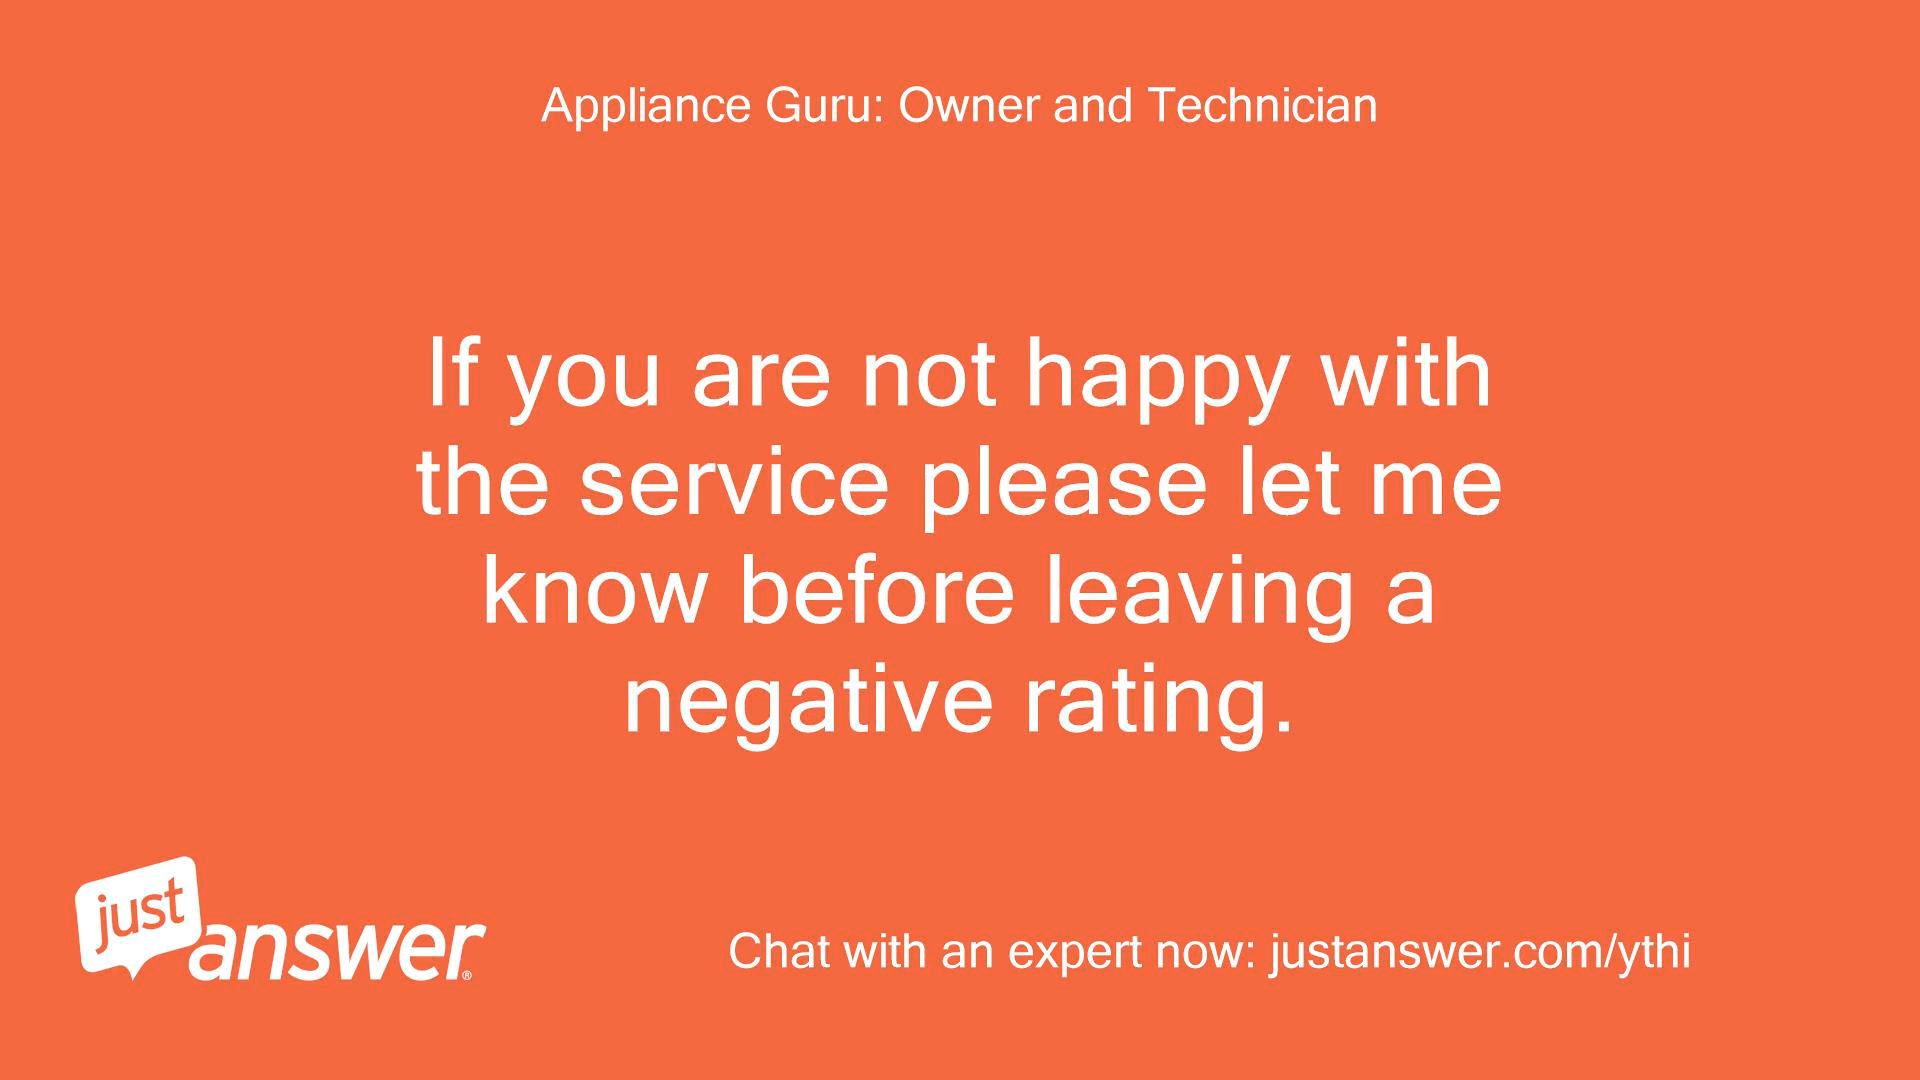 Appliance Guru: Owner and Technician
If you are not happy with
the service please let me
know before leaving a
negative rating.
just
answer®
Chat with an expert now: justanswer.com/ythi